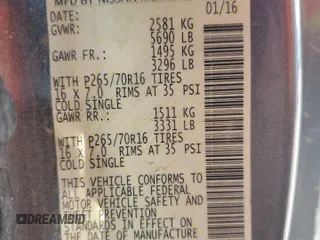 MFD BY NISSAN
DATE: 01/16
GVWR: 2581 KG
5690 LB
GAWR FR.: 1495 KG
3296 LB
WITH P265/70R16 TIRES
16 X 7.0 RIMS AT 35 PSI
COLD SINGLE
GAWR RR.: 1511 KG
3331 LB
WITH P265/70R16 TIRES
16 X 7.0 RIMS AT 35 PSI
COLD SINGLE
THIS VEHICLE CONFORMS TO
ALL APPLICABLE FEDERAL
MOTOR VEHICLE SAFETY
PREVENTION
STANDARDS IN EFFECT ON
THE DATE OF MANUFACTURE
DREAMBID